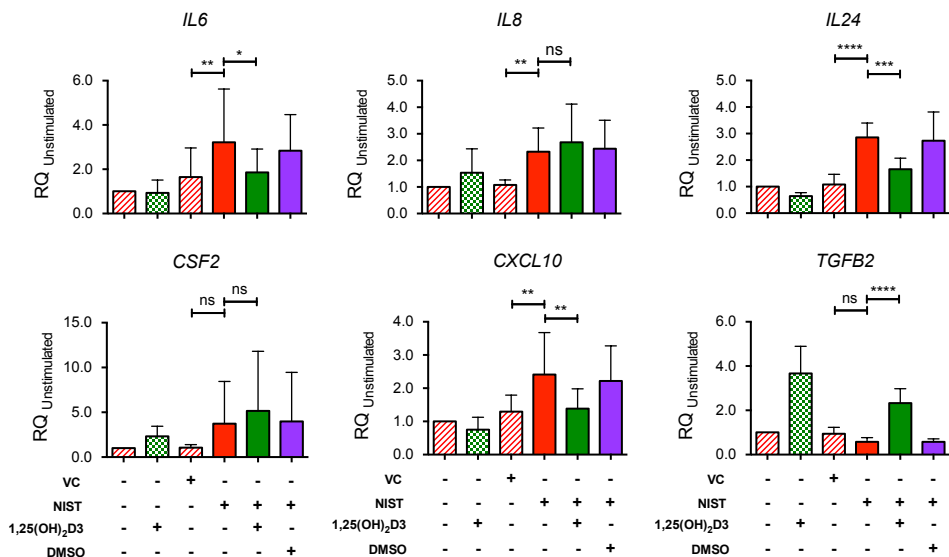 IL6
IL8
IL24
** *
** ns
**** ***
RQ Unstimulated
6.0
4.0
2.0
0.0
RQ Unstimulated
4.0
3.0
2.0
1.0
0.0
RQ Unstimulated
5.0
4.0
3.0
2.0
1.0
0.0
CSF2
CXCL10
TGFB2
ns ns
** **
ns ****
RQ Unstimulated
15.0
10.0
5.0
0.0
RQ Unstimulated
4.0
3.0
2.0
1.0
0.0
RQ Unstimulated
6.0
4.0
2.0
0.0
VC - - + - - -
NIST - - - + + +
1,25(OH)2D3 - + - - + -
DMSO - - - - - +
VC - - + - - -
NIST - - - + + +
1,25(OH)2D3 - + - - + -
DMSO - - - - - +
VC - - + - - -
NIST - - - + + +
1,25(OH)2D3 - + - - + -
DMSO - - - - - +